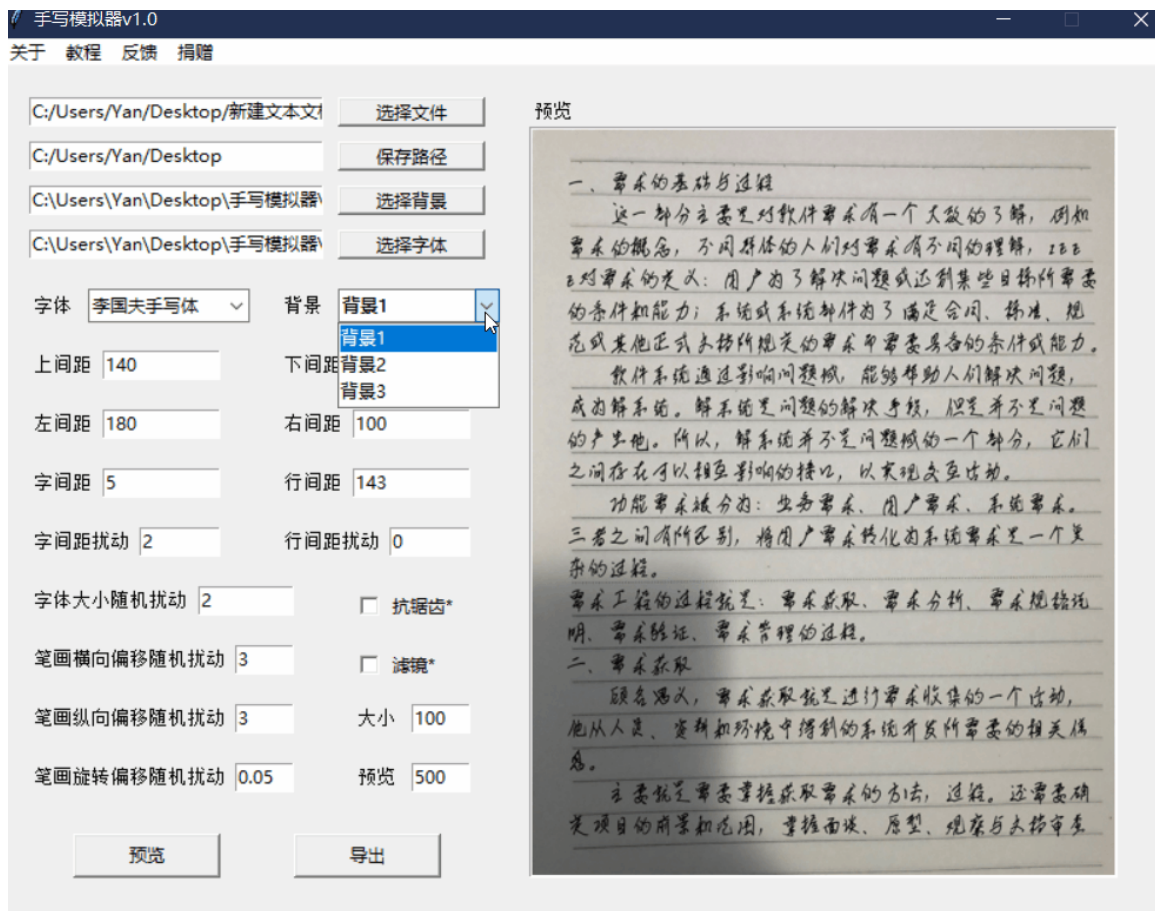 手写模拟器v1.0
关于 教程 反馈 捐赠
C:/Users/Yan/Desktop/新建文本文档 选择文件
C:/Users/Yan/Desktop 保存路径
C:\Users\Yan\Desktop\手写模拟器\ 选择背景
C:\Users\Yan\Desktop\手写模拟器\ 选择字体
字体 李国夫手写体 背景 背景1
背景1
背景2
背景3
上间距 140 下间距
左间距 180 右间距 100
字间距 5 行间距 143
字间距扰动 2 行间距扰动 0
字体大小随机扰动 2 抗锯齿*
笔画横向偏移随机扰动 3 滤镜*
笔画纵向偏移随机扰动 3 大小 100
笔画旋转偏移随机扰动 0.05 预览 500
预览 导出
预览
一、需求的基础与过程
这一部分主要是对软件需求有一个大致的了解，例如
需求的概念，不同群体的人们对需求有不同的理解，IEE
E对需求的定义：用户为了解决问题或达到某些目标所需要
的条件和能力；系统或系统部件为了满足合同、标准、规
范或其他正式文档所规定的要求即需要具备的条件或能力。
软件系统通过影响问题域，能够帮助人们解决问题，
成为解系统。解系统是问题的解决手段，但是并不是问题
的产生地。所以，解系统并不是问题域的一个部分，它们
之间存在可以相互影响的接口，以实现交互活动。
功能需求被分为：业务需求、用户需求、系统需求。
三者之间有所区别，将用户需求转化为系统需求是一个复
杂的过程。
需求工程的过程就是：需求获取、需求分析、需求规格说
明、需求验证、需求管理的过程。
二、需求获取
顾名思义，需求获取就是进行需求收集的一个活动，
他从人员、资料和环境中得到的系统开发所需要的相关信
息。
主要就是需要掌握获取需求的方法，过程。还需要确
定项目的前景和范围，掌握面谈、原型、观察与文档审查